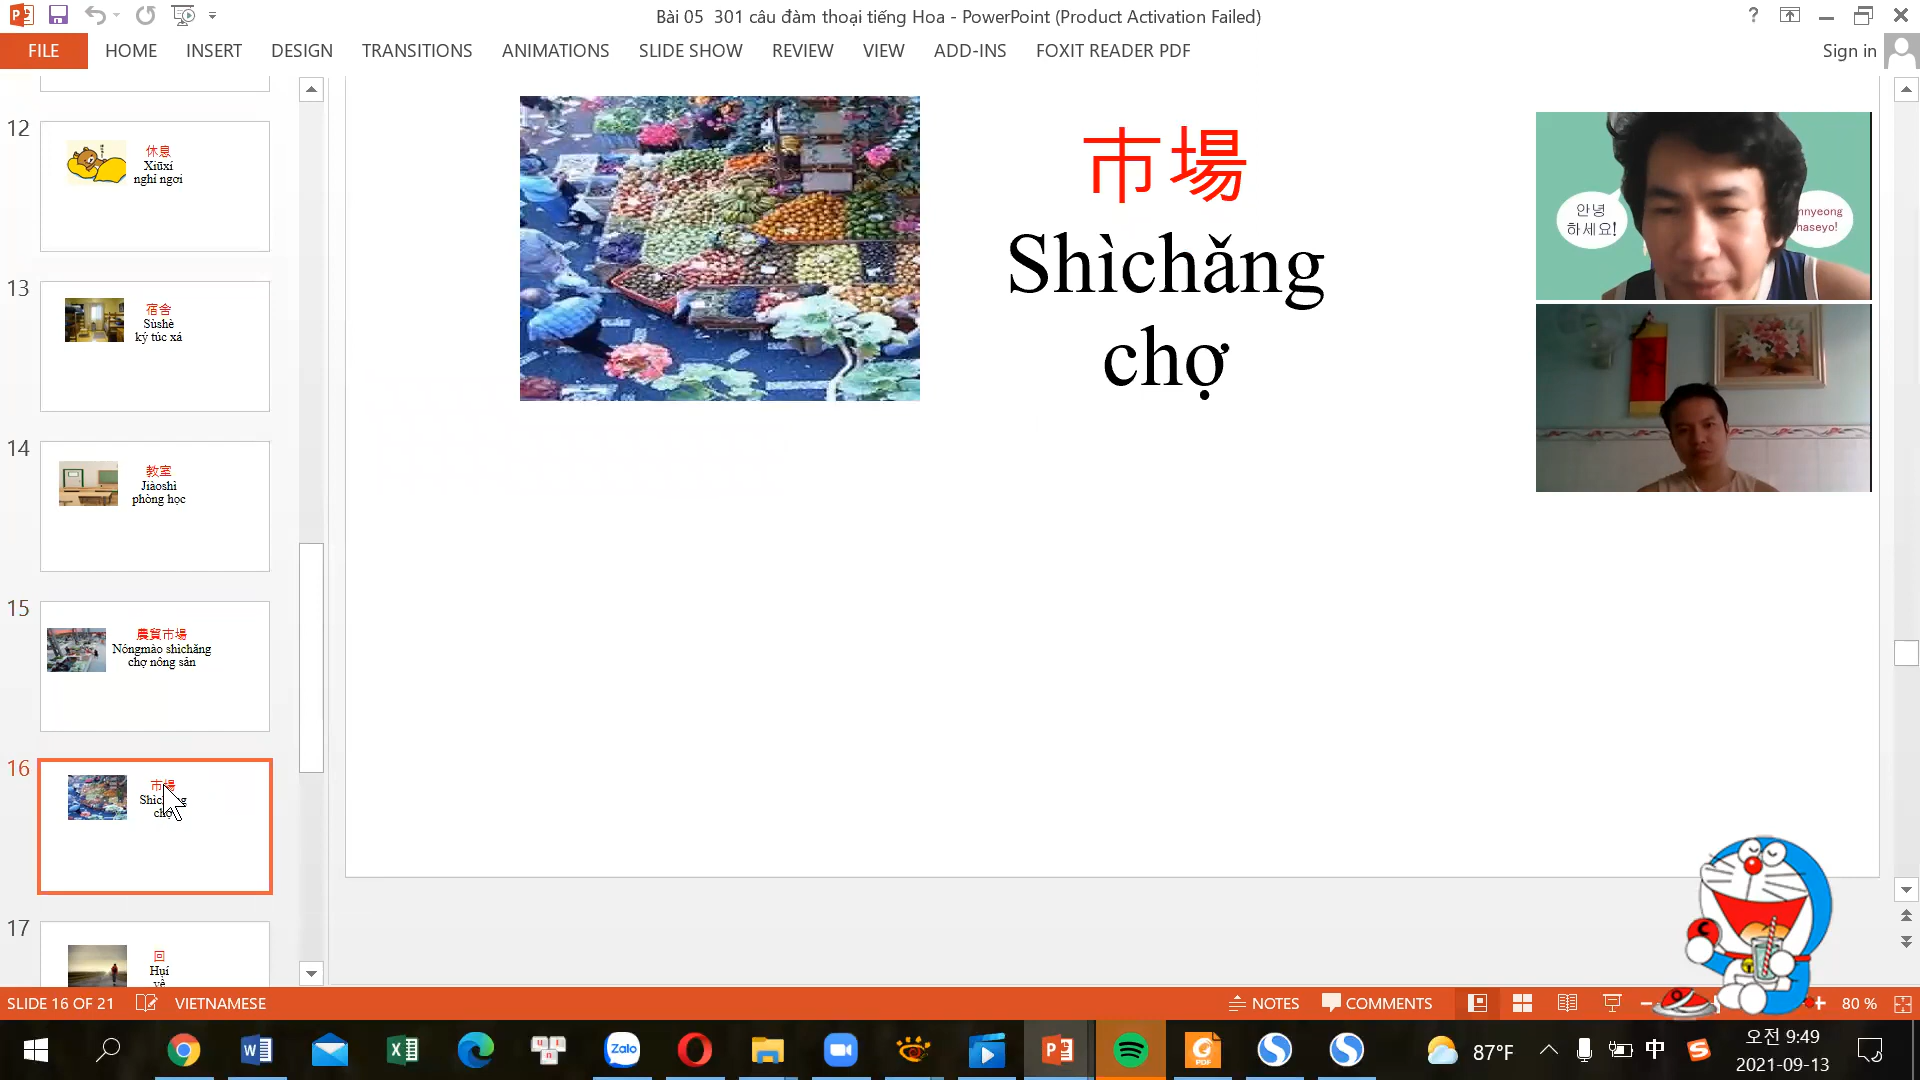 Bài 05  301 câu đàm thoại tiếng Hoa - PowerPoint (Product Activation Failed)
FILE HOME INSERT DESIGN TRANSITIONS ANIMATIONS SLIDE SHOW REVIEW VIEW ADD-INS FOXIT READER PDF Sign in
12
休息
Xiūxí
nghỉ ngơi
13
宿舍
Sùshè
ký túc xá
14
教室
Jiàoshì
phòng học
15
農貿市場
Nóngmào shìchǎng
chợ nông sản
16
市場
chợ
17
回
Huí
về
市場
Shìchǎng
chợ
안녕
하세요!
nnyeong
haseyo!
SLIDE 16 OF 21 VIETNAMESE NOTES COMMENTS 80 %
Zalo
87°F
中
오전 9:49
2021-09-13